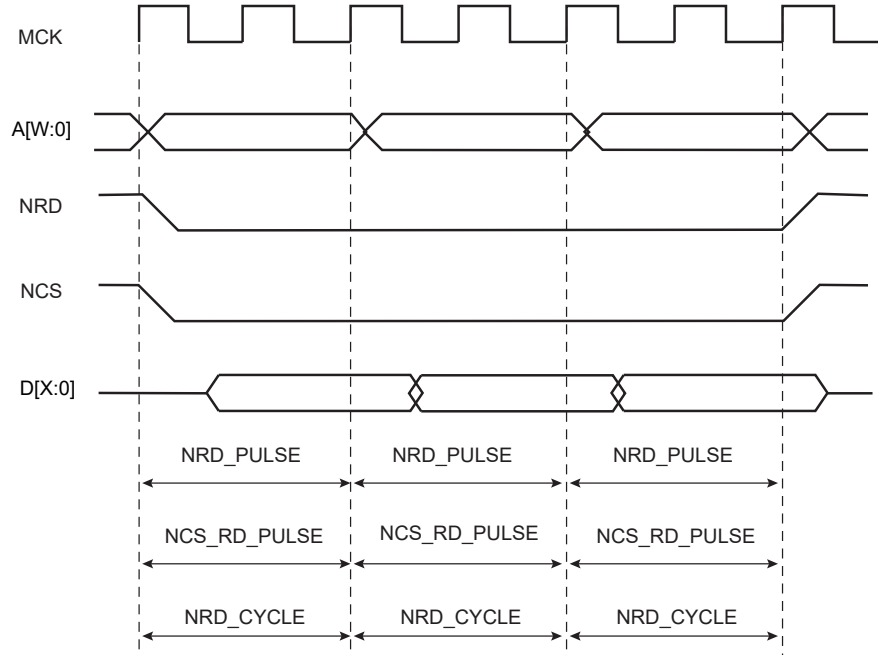 MCK
A[W:0]
NRD
NCS
D[X:0]
NRD_PULSE NRD_PULSE NRD_PULSE
NCS_RD_PULSE NCS_RD_PULSE NCS_RD_PULSE
NRD_CYCLE NRD_CYCLE NRD_CYCLE